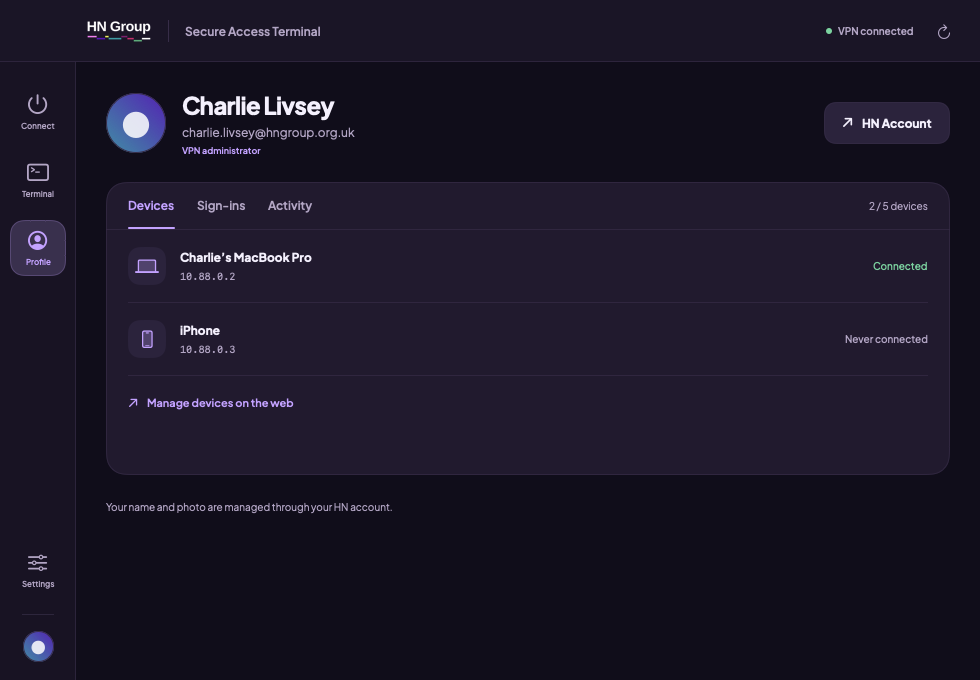 HN Group
Secure Access Terminal
VPN connected
Connect
Terminal
Profile
Settings
Charlie Livsey
charlie.livsey@hngroup.org.uk
VPN administrator
HN Account
Devices
Sign-ins
Activity
2 / 5 devices
Charlie's MacBook Pro
10.88.0.2
Connected
iPhone
10.88.0.3
Never connected
Manage devices on the web
Your name and photo are managed through your HN account.